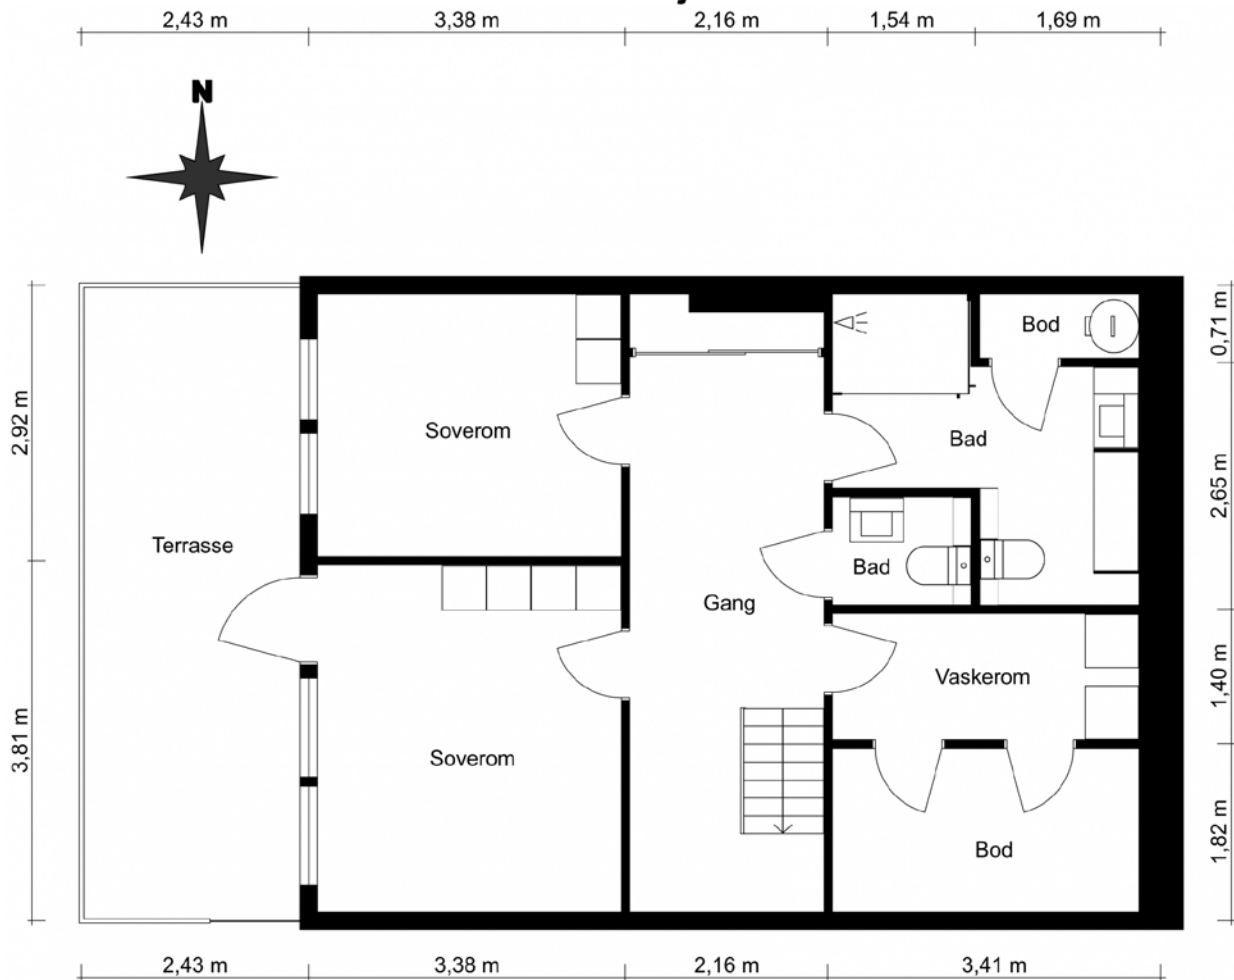 2,43 m 3,38 m 2,16 m 1,54 m 1,69 m
N
0,71 m
Bod
2,92 m
Soverom
Bad
2,65 m
Terrasse
Bad
Gang
1,40 m
Vaskerom
3,81 m
Soverom
1,82 m
Bod
2,43 m 3,38 m 2,16 m 3,41 m